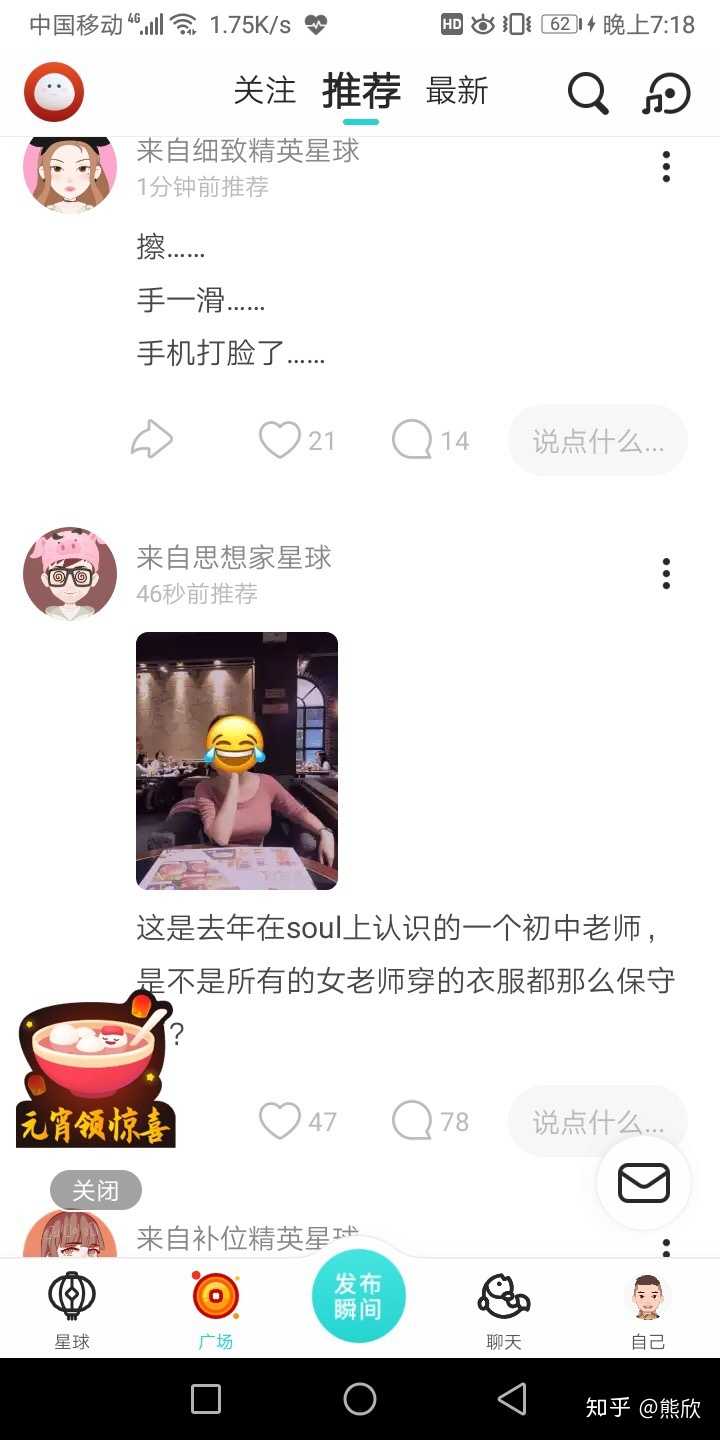 中国移动 4G 1.75K/s HD 62 晚上7:18
关注 推荐 最新
来自细致精英星球
1分钟前推荐
擦……
手一滑……
手机打脸了……
21 14 说点什么...
来自思想家星球
46秒前推荐
这是去年在soul上认识的一个初中老师，
是不是所有的女老师穿的衣服都那么保守
？
元宵领惊喜
47 78 说点什么...
关闭
来自补位精英星球
发布
瞬间
星球 广场 聊天 自己
知乎 @熊欣